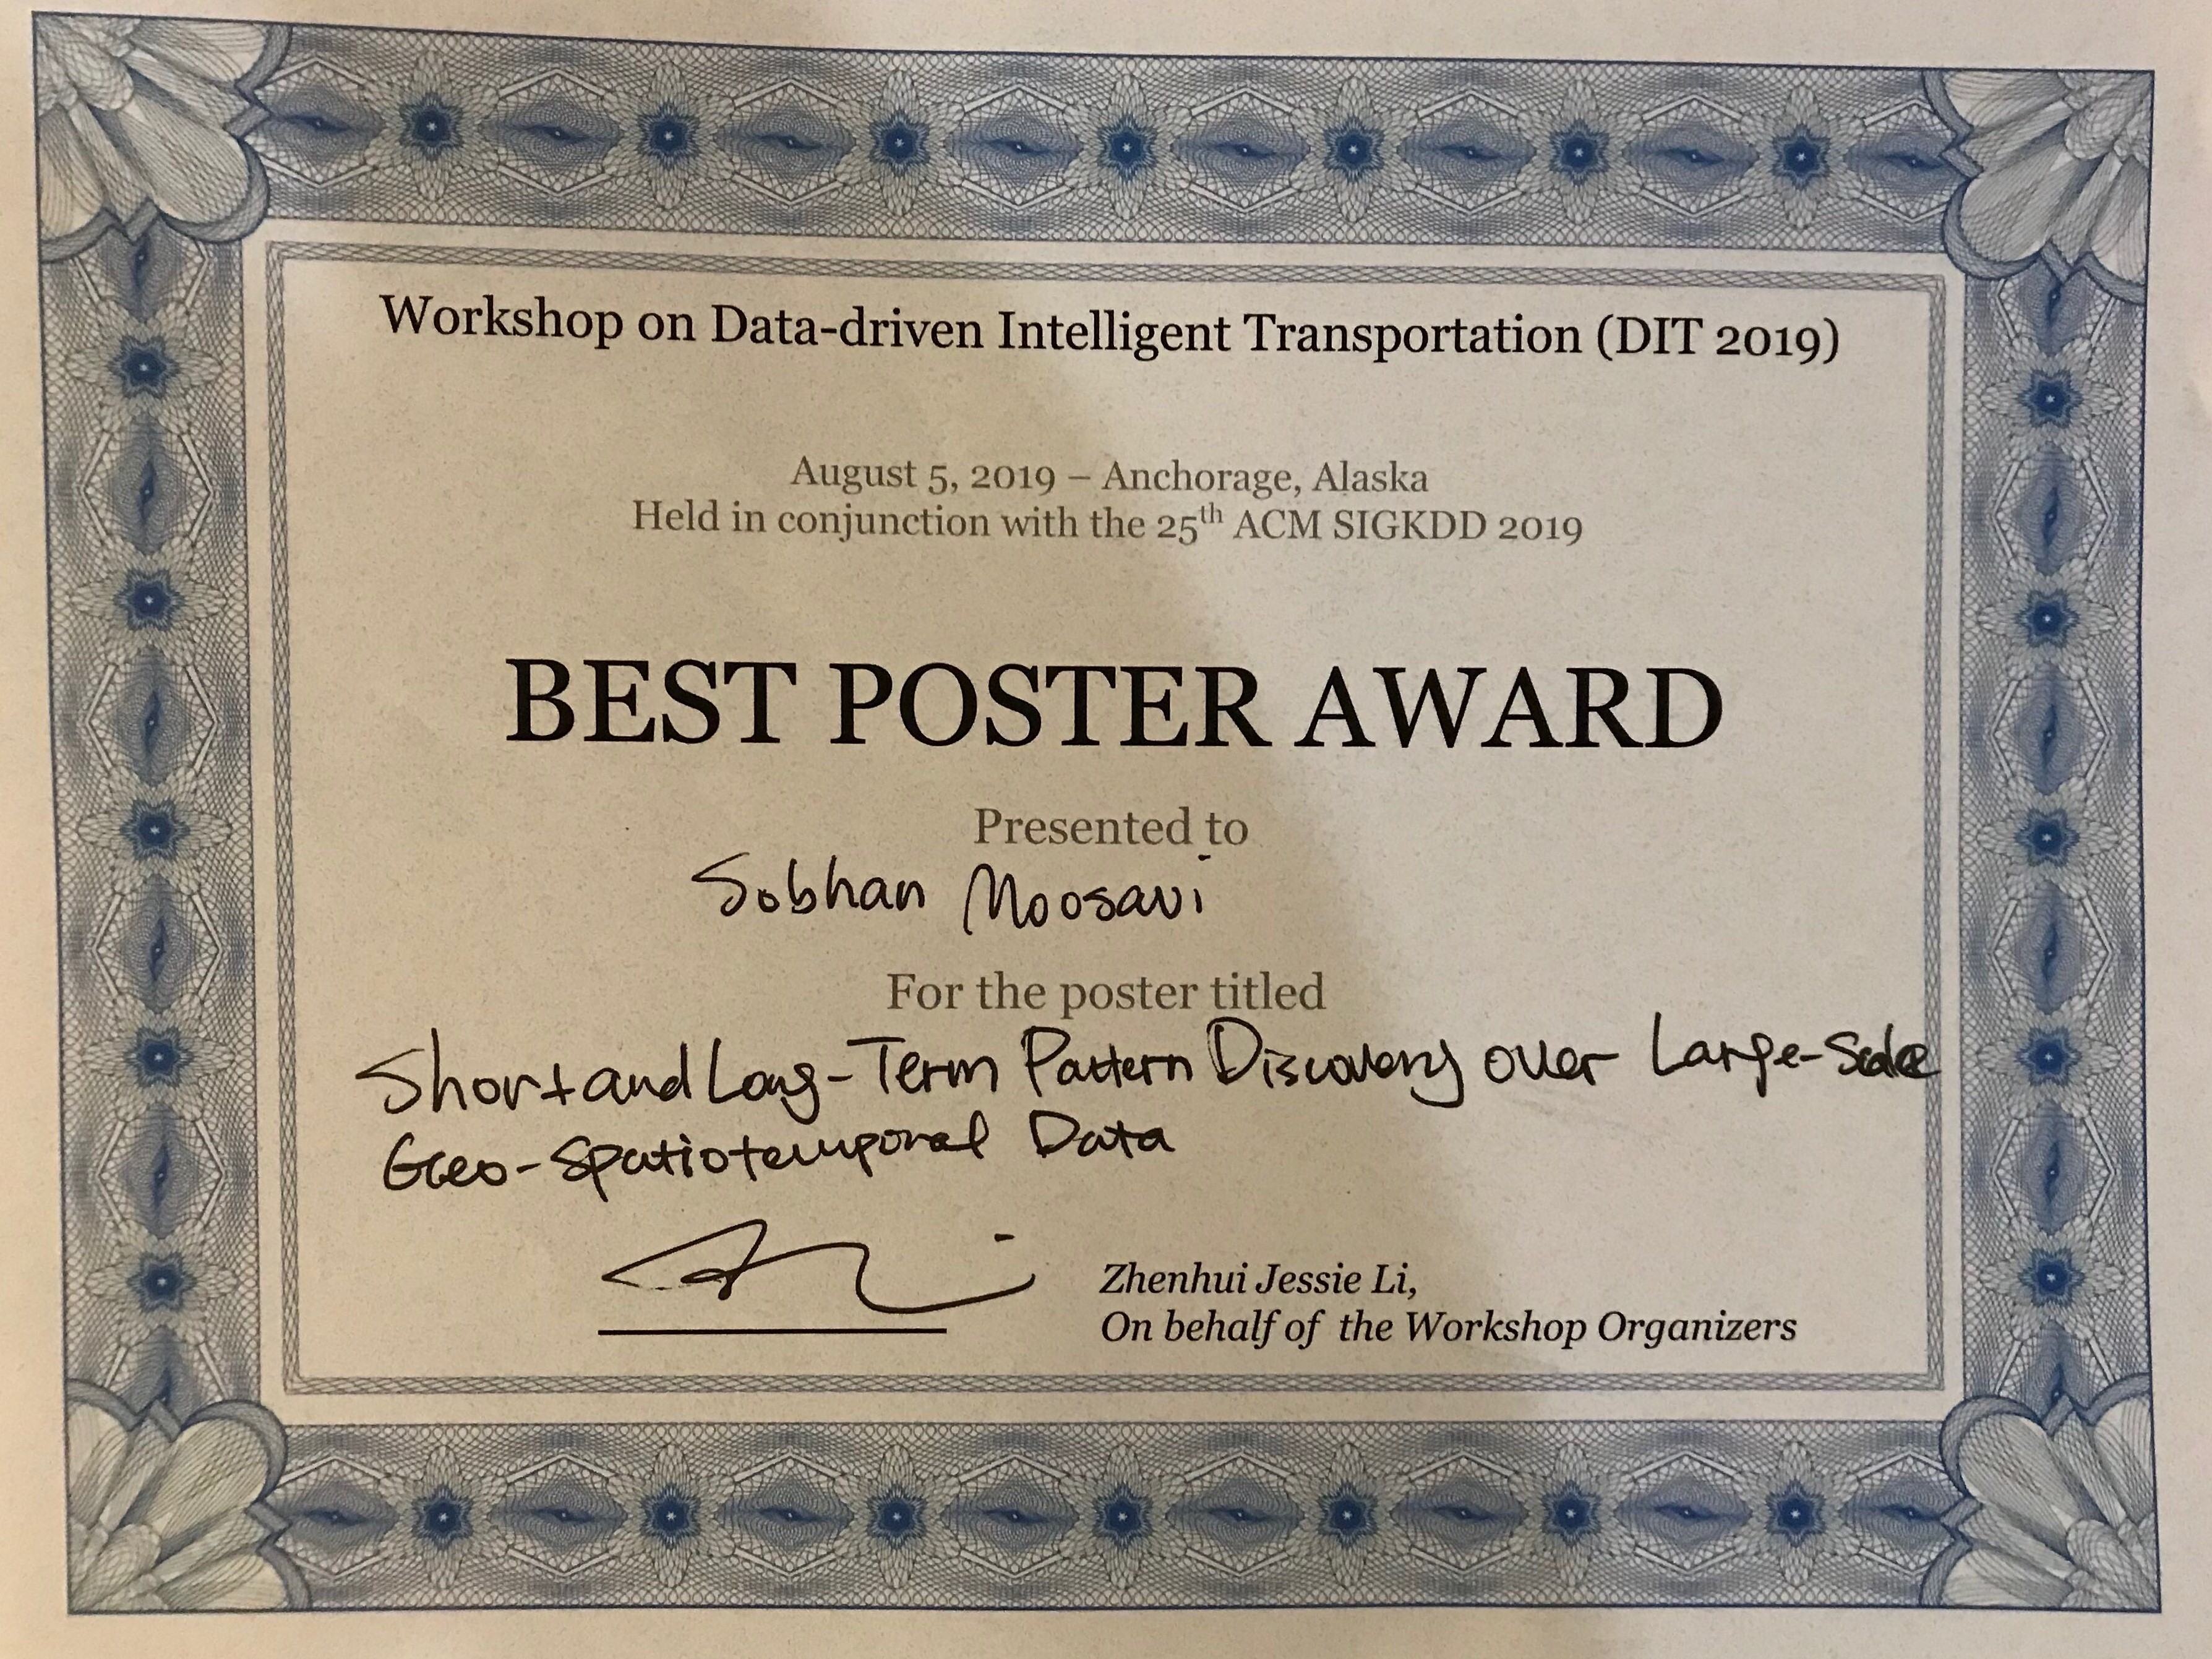 Workshop on Data-driven Intelligent Transportation (DIT 2019)
August 5, 2019 – Anchorage, Alaska
Held in conjunction with the 25th ACM SIGKDD 2019
BEST POSTER AWARD
Presented to
Sobhan Moosavi
For the poster titled
Short and Long-Term Pattern Discovery over Large-Scale
Geo-Spatiotemporal Data
Zhenhui Jessie Li,
On behalf of the Workshop Organizers